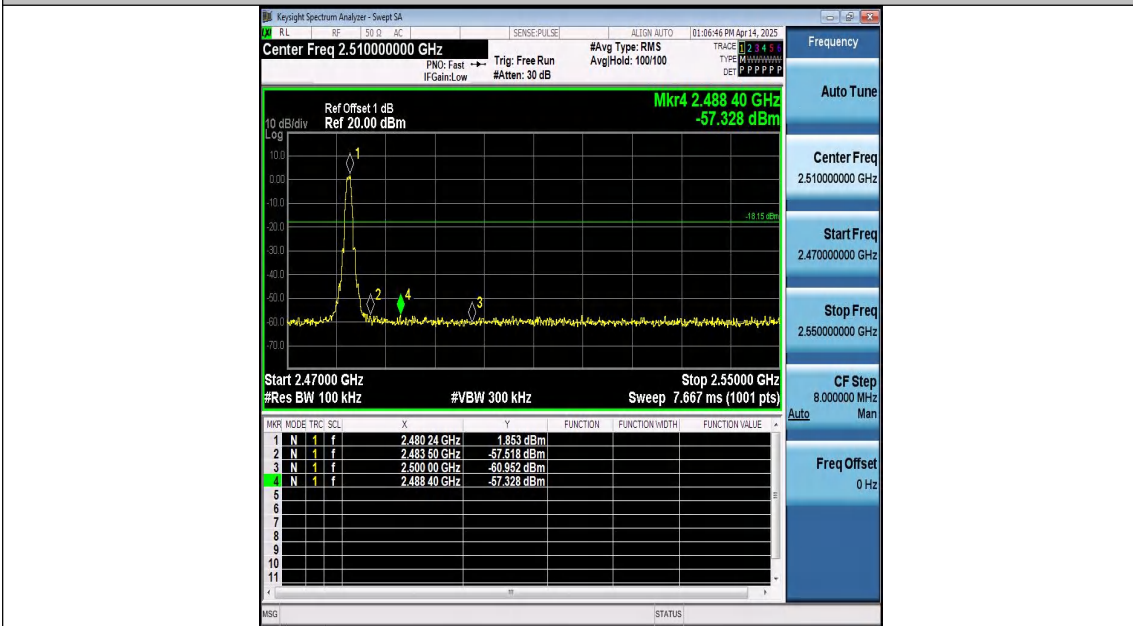 Keysight Spectrum Analyzer - Swept SA
RL RF 50 Ω AC SENSE:PULSE ALIGN AUTO 01:06:46 PM Apr 14, 2025
Center Freq 2.510000000 GHz
PNO: Fast
IFGain:Low
Trig: Free Run
#Atten: 30 dB
#Avg Type: RMS
Avg|Hold: 100/100
TRACE 1 2 3 4 5 6
TYPE M
DET P P P P P P
Mkr4 2.488 40 GHz
-57.328 dBm
Ref Offset 1 dB
10 dB/div Ref 20.00 dBm
Log
10.0
0.00
-10.0
-20.0
-30.0
-40.0
-50.0
-60.0
-70.0
1
2
4
3
-18.15 dBm
Start 2.47000 GHz Stop 2.55000 GHz
#Res BW 100 kHz #VBW 300 kHz Sweep 7.667 ms (1001 pts)
MKR MODE TRC SCL X Y FUNCTION FUNCTION WIDTH FUNCTION VALUE
1 N 1 f 2.480 24 GHz 1.853 dBm
2 N 1 f 2.483 50 GHz -57.518 dBm
3 N 1 f 2.500 00 GHz -60.952 dBm
4 N 1 f 2.488 40 GHz -57.328 dBm
5
6
7
8
9
10
11
MSG STATUS
Frequency
Auto Tune
Center Freq
2.510000000 GHz
Start Freq
2.470000000 GHz
Stop Freq
2.550000000 GHz
CF Step
8.000000 MHz
Auto Man
Freq Offset
0 Hz